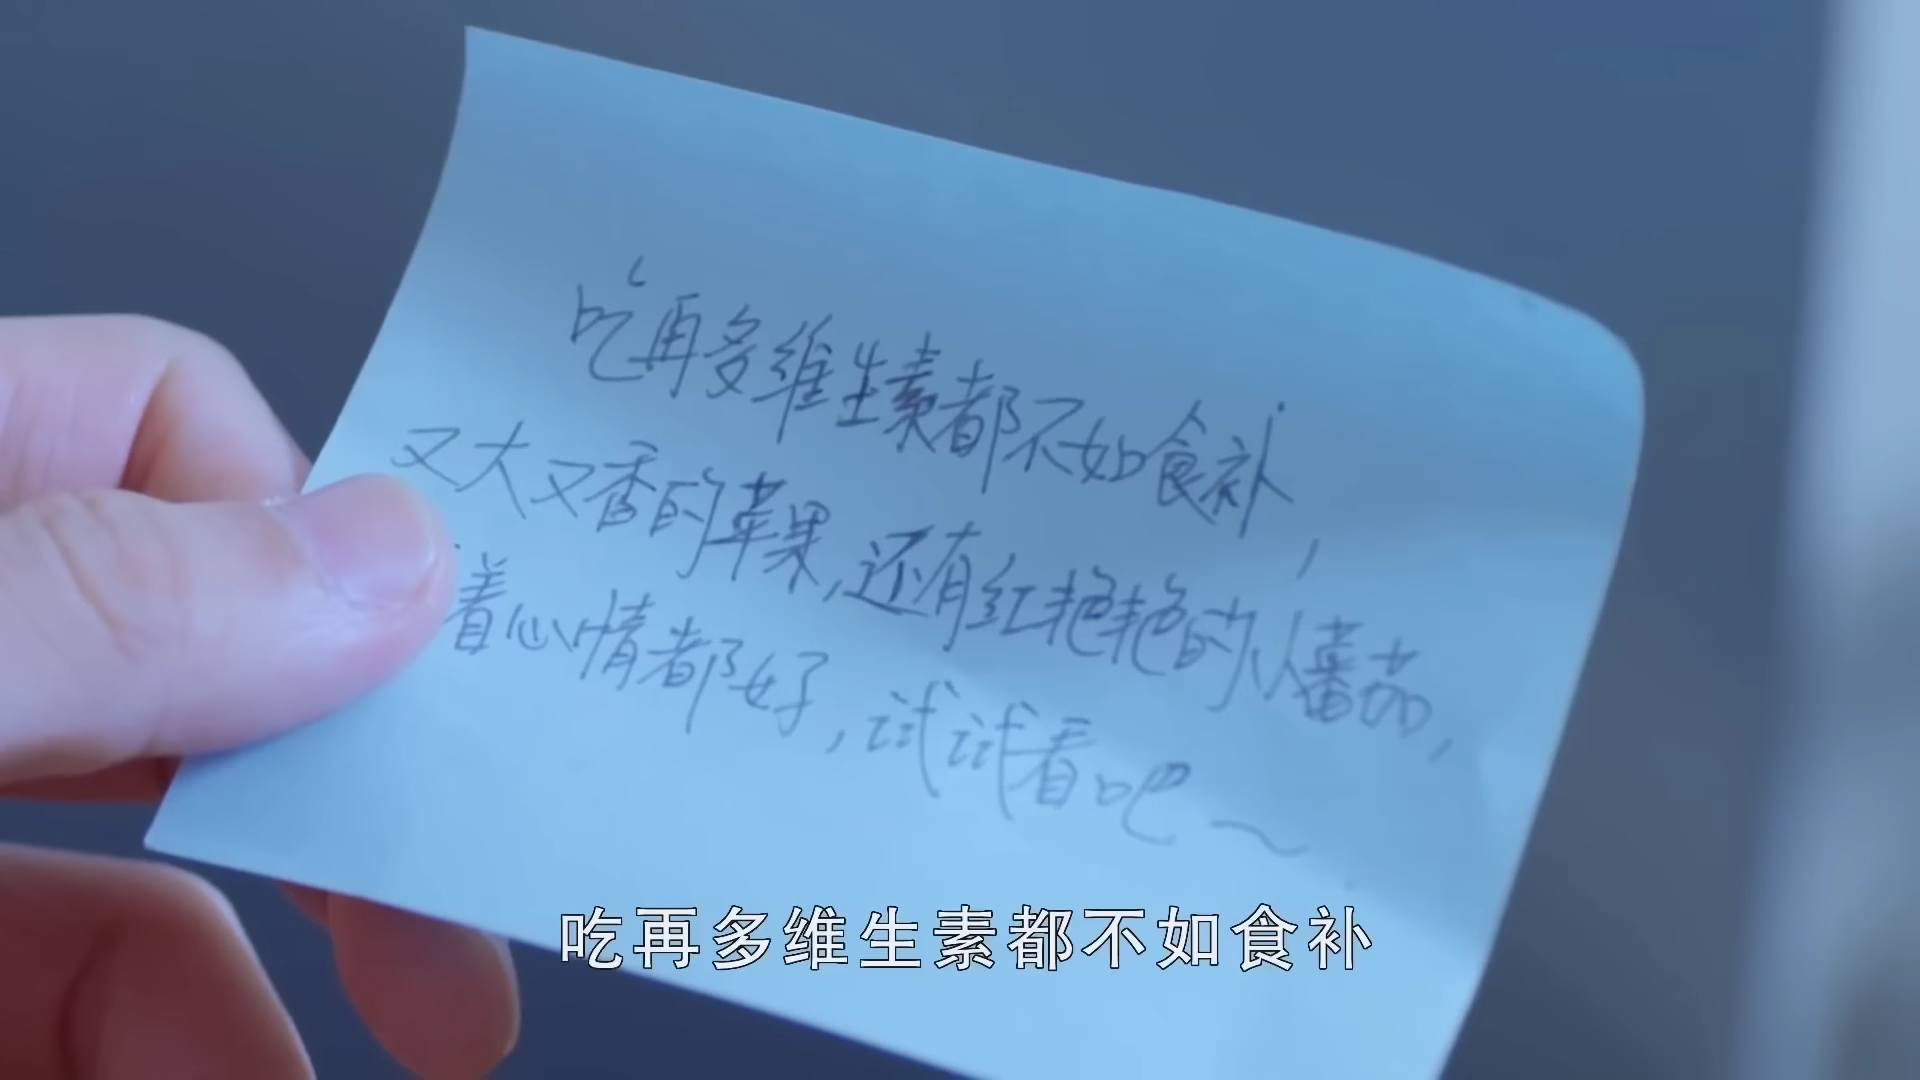 吃再多维生素都不如食补，
又大又香的苹果，还有红艳艳的小番茄，
着心情都好，试试看吧～
吃再多维生素都不如食补